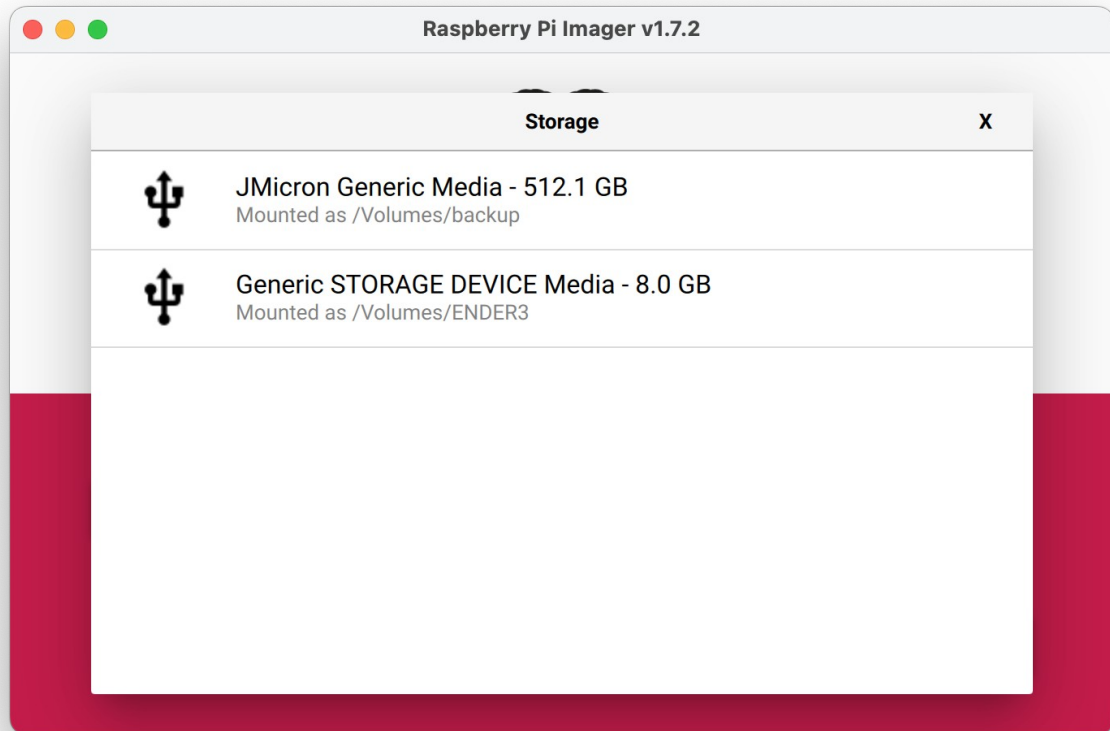 Raspberry Pi Imager v1.7.2
Storage
X
JMicron Generic Media - 512.1 GB
Mounted as /Volumes/backup
Generic STORAGE DEVICE Media - 8.0 GB
Mounted as /Volumes/ENDER3